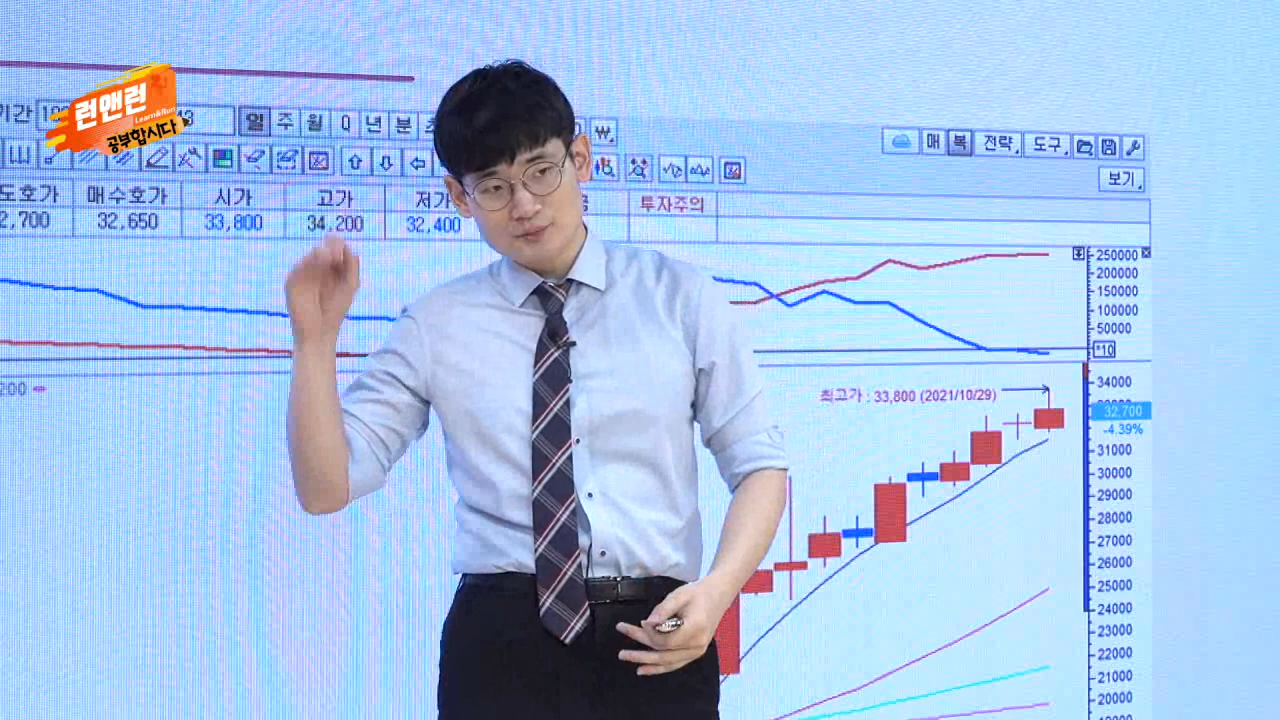 런앤런
Learn&Run
공부합시다
기간
일 주 월 Q 년 분
₩
매 복 전략 도구
보기
도호가 매수호가 시가 고가 저가 투자주의
2,700 32,650 33,800 34,200 32,400
250000
200000
150000
100000
50000
*10
200
최고가 : 33,800 (2021/10/29)
34000
32,700
-4.39%
31000
30000
29000
28000
27000
26000
25000
24000
23000
22000
21000
20000